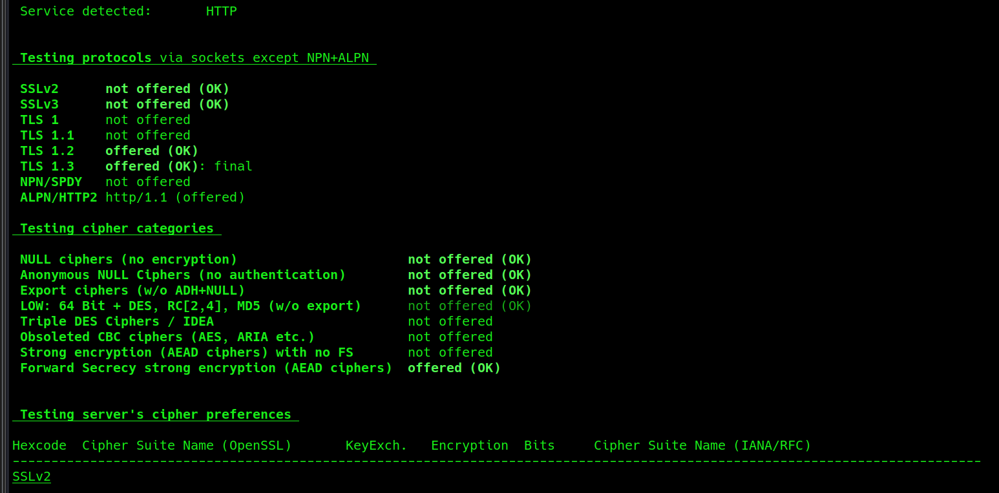 Service detected:       HTTP
Testing protocols via sockets except NPN+ALPN
SSLv2      not offered (OK)
SSLv3      not offered (OK)
TLS 1      not offered
TLS 1.1    not offered
TLS 1.2    offered (OK)
TLS 1.3    offered (OK): final
NPN/SPDY   not offered
ALPN/HTTP2 http/1.1 (offered)
Testing cipher categories
NULL ciphers (no encryption)                      not offered (OK)
Anonymous NULL Ciphers (no authentication)        not offered (OK)
Export ciphers (w/o ADH+NULL)                     not offered (OK)
LOW: 64 Bit + DES, RC[2,4], MD5 (w/o export)      not offered (OK)
Triple DES Ciphers / IDEA                         not offered
Obsoleted CBC ciphers (AES, ARIA etc.)            not offered
Strong encryption (AEAD ciphers) with no FS       not offered
Forward Secrecy strong encryption (AEAD ciphers)  offered (OK)
Testing server's cipher preferences
Hexcode  Cipher Suite Name (OpenSSL)       KeyExch.   Encryption  Bits     Cipher Suite Name (IANA/RFC)
-----------------------------------------------------------------------------------------------------------------------------
SSLv2